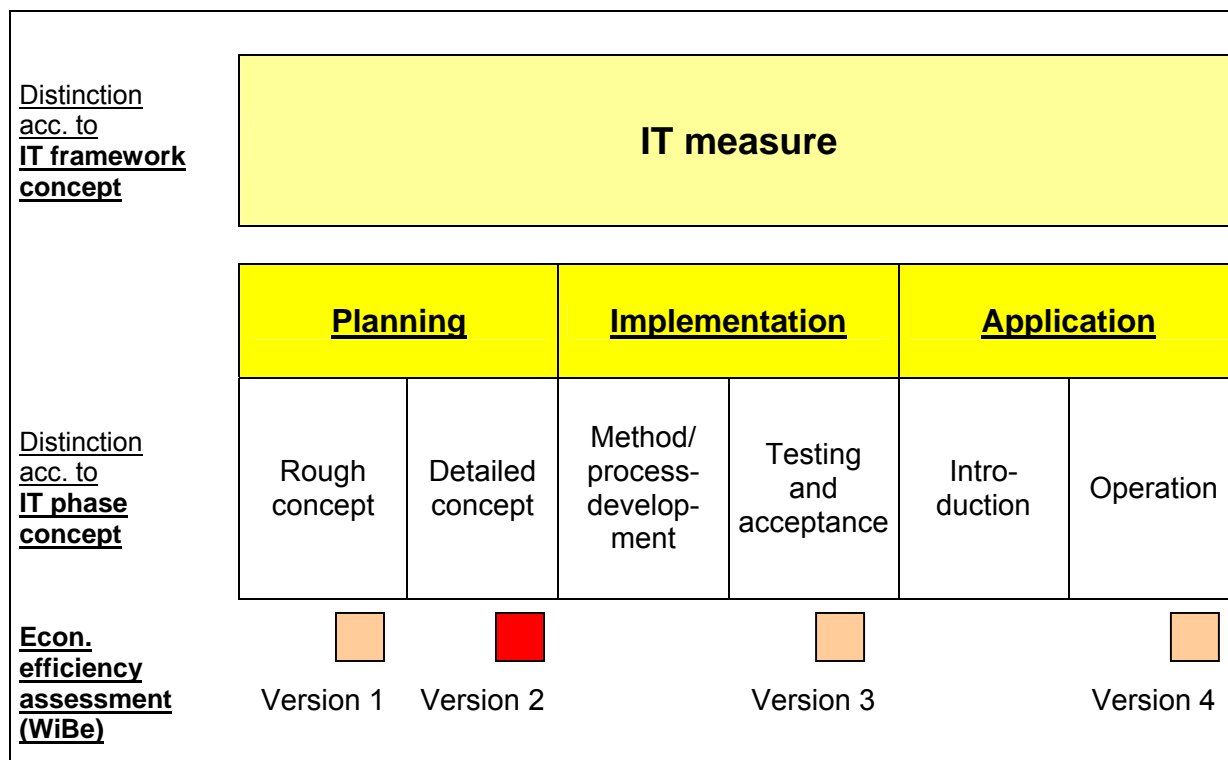 Distinction
acc. to
IT framework
concept
IT measure
Planning
Implementation
Application
Distinction
acc. to
IT phase
concept
Rough
concept
Detailed
concept
Method/
process-
develop-
ment
Testing
and
acceptance
Intro-
duction
Operation
Econ.
efficiency
assessment
(WiBe)
Version 1
Version 2
Version 3
Version 4